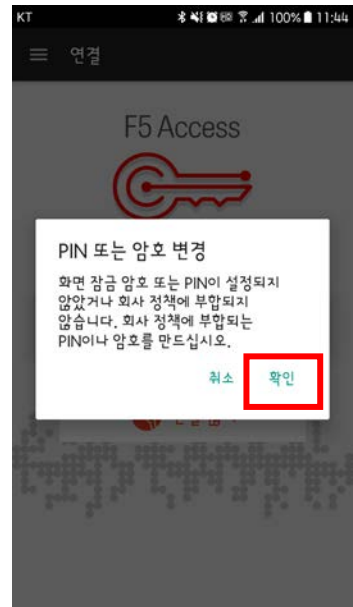 KT 100% 11:44
연결
F5 Access
PIN 또는 암호 변경
화면 잠금 암호 또는 PIN이 설정되지
않았거나 회사 정책에 부합되지
않습니다. 회사 정책에 부합되는
PIN이나 암호를 만드십시오.
취소 확인